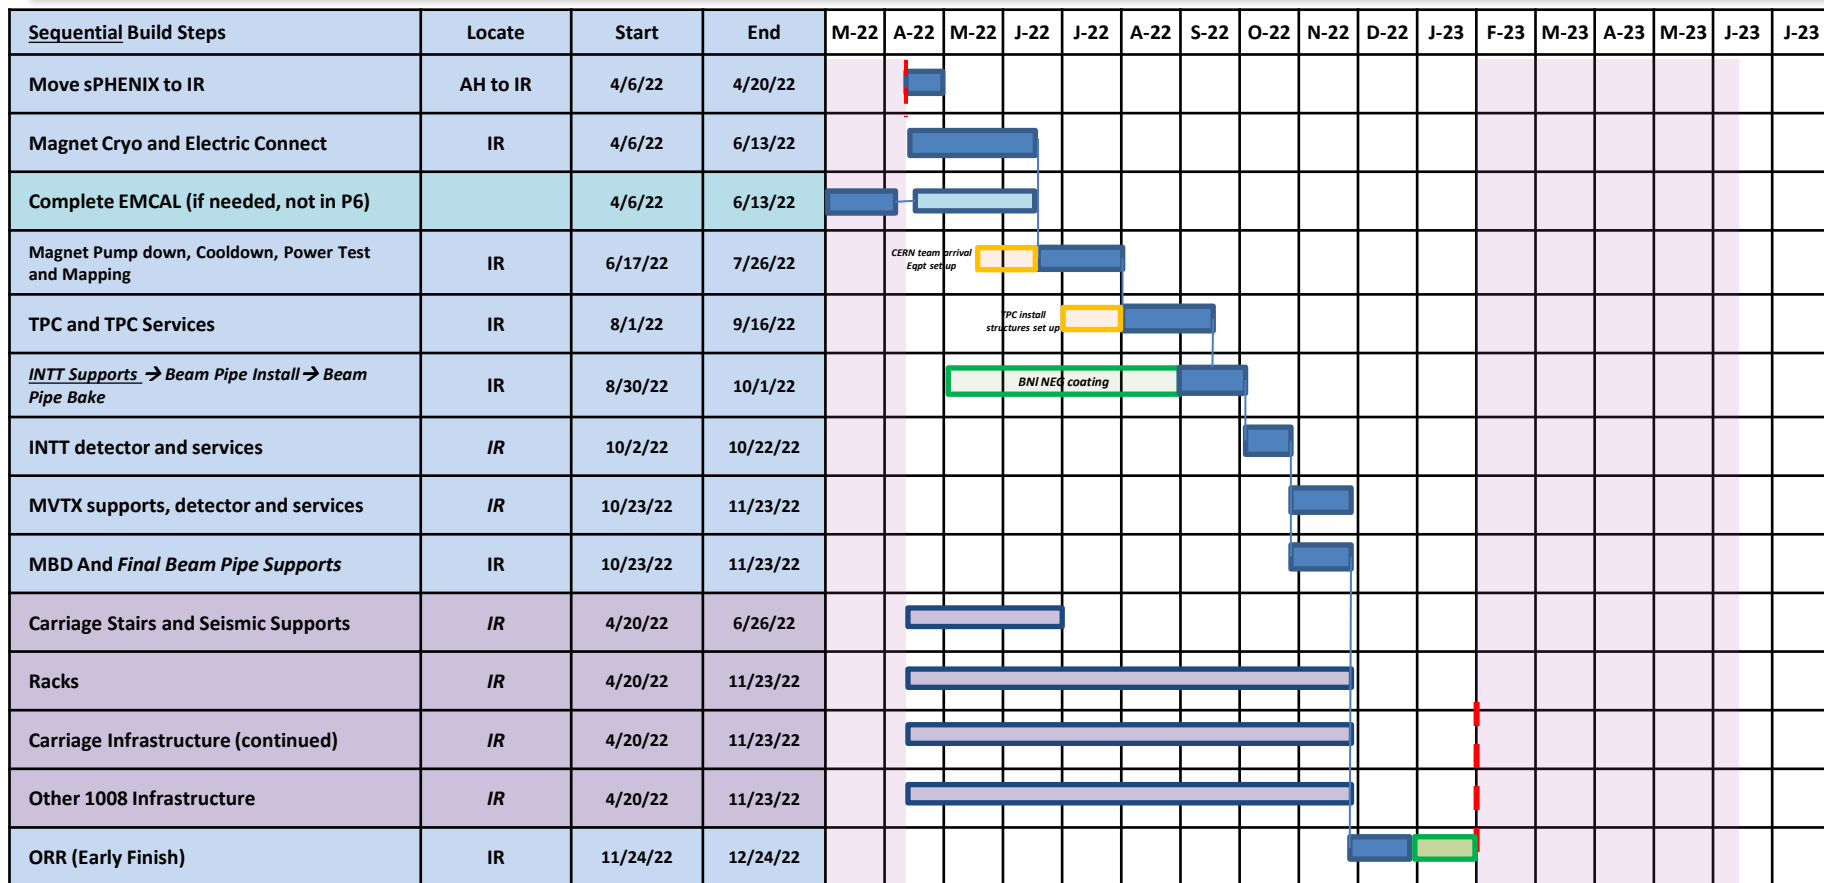 Sequential Build Steps Locate Start End M-22 A-22 M-22 J-22 J-22 A-22 S-22 O-22 N-22 D-22 J-23 F-23 M-23 A-23 M-23 J-23 J-23
Move sPHENIX to IR AH to IR 4/6/22 4/20/22
Magnet Cryo and Electric Connect IR 4/6/22 6/13/22
Complete EMCAL (if needed, not in P6) 4/6/22 6/13/22
Magnet Pump down, Cooldown, Power Test
and Mapping
IR 6/17/22 7/26/22
CERN team arrival
Eqpt set up
TPC and TPC Services IR 8/1/22 9/16/22
TPC install
structures set up
INTT Supports → Beam Pipe Install → Beam
Pipe Bake
IR 8/30/22 10/1/22
BNl NEG coating
INTT detector and services IR 10/2/22 10/22/22
MVTX supports, detector and services IR 10/23/22 11/23/22
MBD And Final Beam Pipe Supports IR 10/23/22 11/23/22
Carriage Stairs and Seismic Supports IR 4/20/22 6/26/22
Racks IR 4/20/22 11/23/22
Carriage Infrastructure (continued) IR 4/20/22 11/23/22
Other 1008 Infrastructure IR 4/20/22 11/23/22
ORR (Early Finish) IR 11/24/22 12/24/22